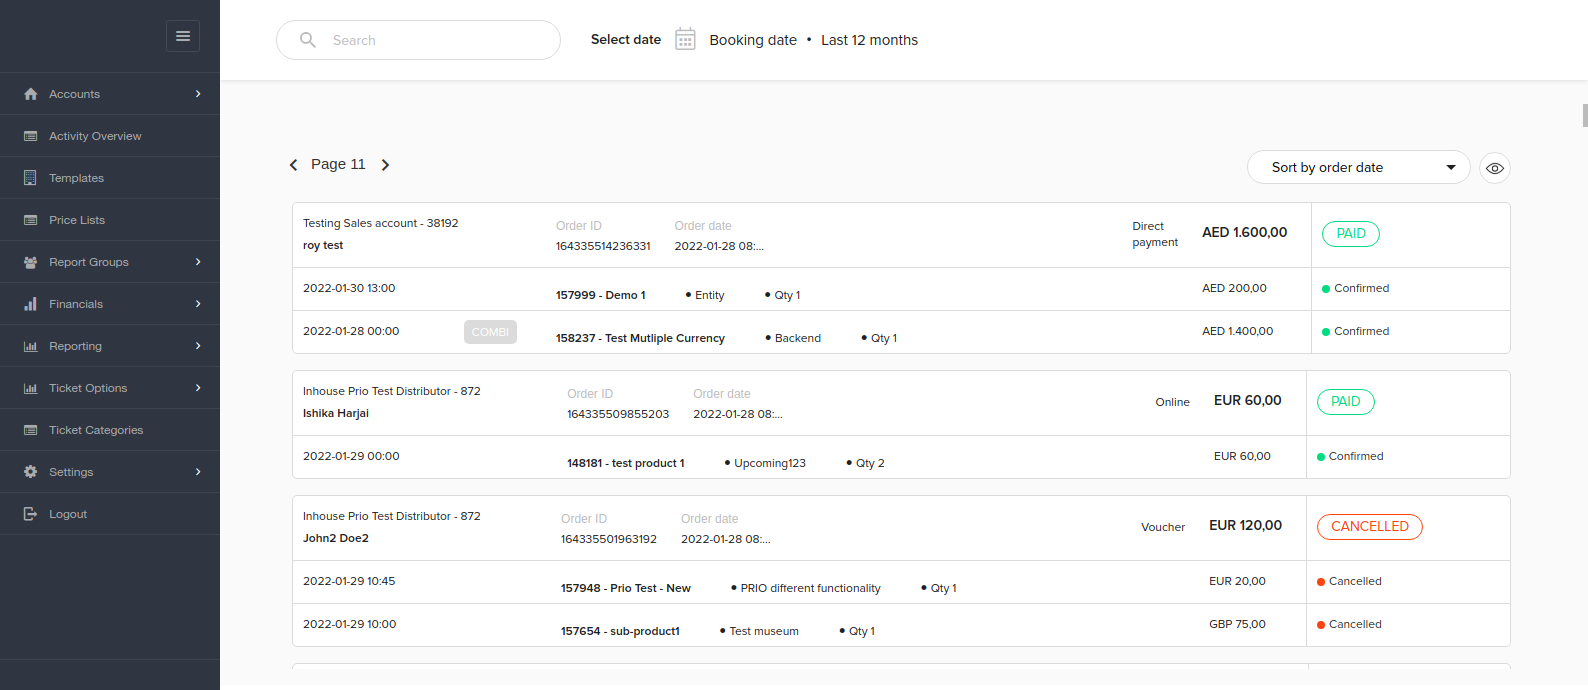 Search
Select date
Booking date • Last 12 months
Accounts
Activity Overview
Templates
Price Lists
Report Groups
Financials
Reporting
Ticket Options
Ticket Categories
Settings
Logout
Page 11
Sort by order date
Testing Sales account - 38192
roy test
Order ID
164335514236331
Order date
2022-01-28 08:...
Direct
payment
AED 1.600,00
PAID
2022-01-30 13:00
157999 - Demo 1 • Entity • Qty 1
AED 200,00
Confirmed
2022-01-28 00:00
COMBI
158237 - Test Mutliple Currency • Backend • Qty 1
AED 1.400,00
Confirmed
Inhouse Prio Test Distributor - 872
Ishika Harjai
Order ID
164335509855203
Order date
2022-01-28 08:...
Online
EUR 60,00
PAID
2022-01-29 00:00
148181 - test product 1 • Upcoming123 • Qty 2
EUR 60,00
Confirmed
Inhouse Prio Test Distributor - 872
John2 Doe2
Order ID
164335501963192
Order date
2022-01-28 08:...
Voucher
EUR 120,00
CANCELLED
2022-01-29 10:45
157948 - Prio Test - New • PRIO different functionality • Qty 1
EUR 20,00
Cancelled
2022-01-29 10:00
157654 - sub-product1 • Test museum • Qty 1
GBP 75,00
Cancelled